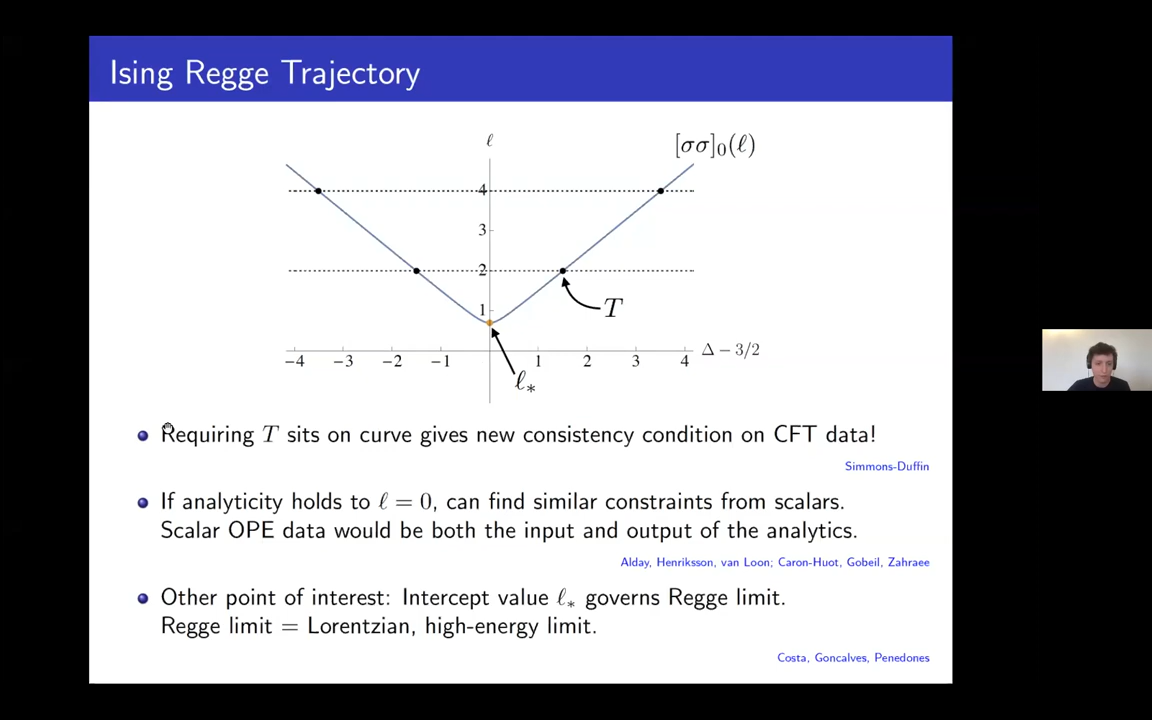 Ising Regge Trajectory
ℓ
[σσ]₀(ℓ)
4
3
2
1
T
−4 −3 −2 −1 1 2 3 4 Δ − 3/2
ℓ∗
Requiring T sits on curve gives new consistency condition on CFT data!
Simmons-Duffin
If analyticity holds to ℓ = 0, can find similar constraints from scalars.
Scalar OPE data would be both the input and output of the analytics.
Alday, Henriksson, van Loon; Caron-Huot, Gobeil, Zahraee
Other point of interest: Intercept value ℓ∗ governs Regge limit.
Regge limit = Lorentzian, high-energy limit.
Costa, Goncalves, Penedones